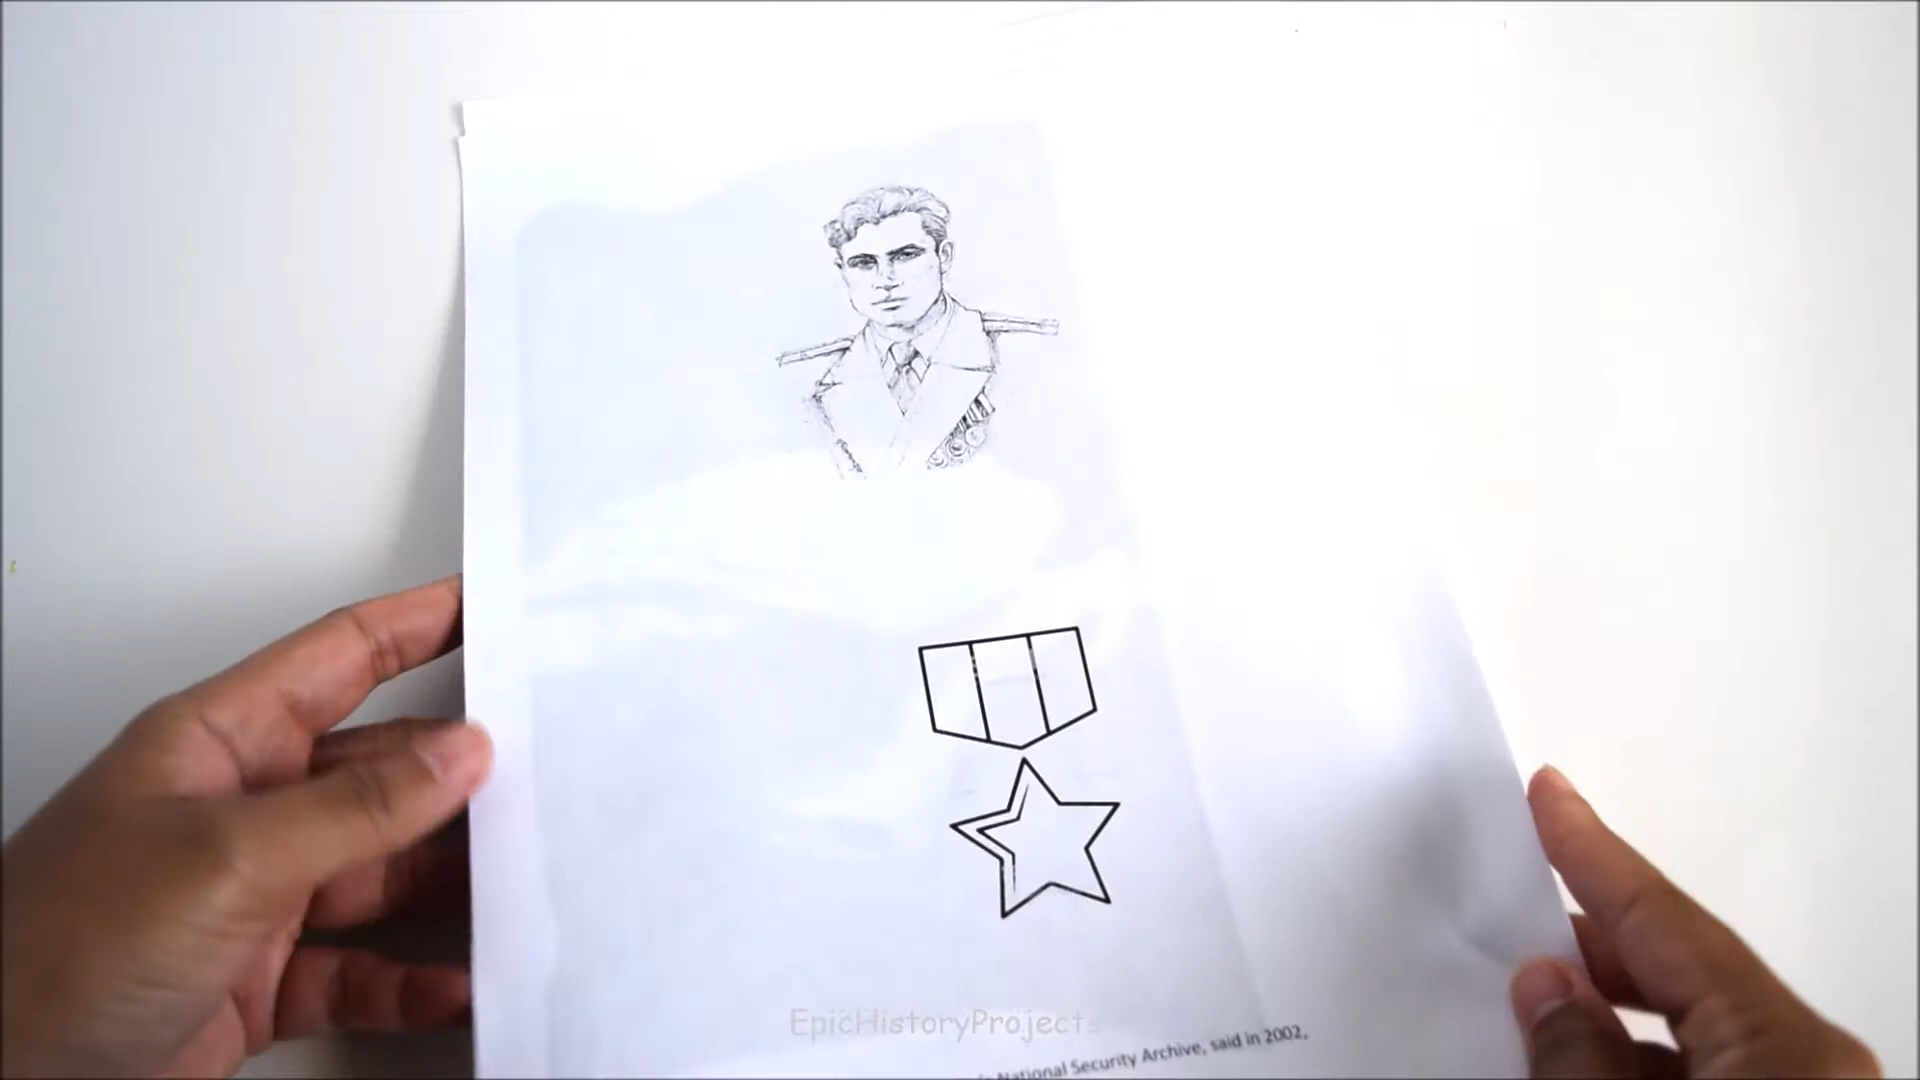 EpicHistoryProjects
National Security Archive, said in 2002,